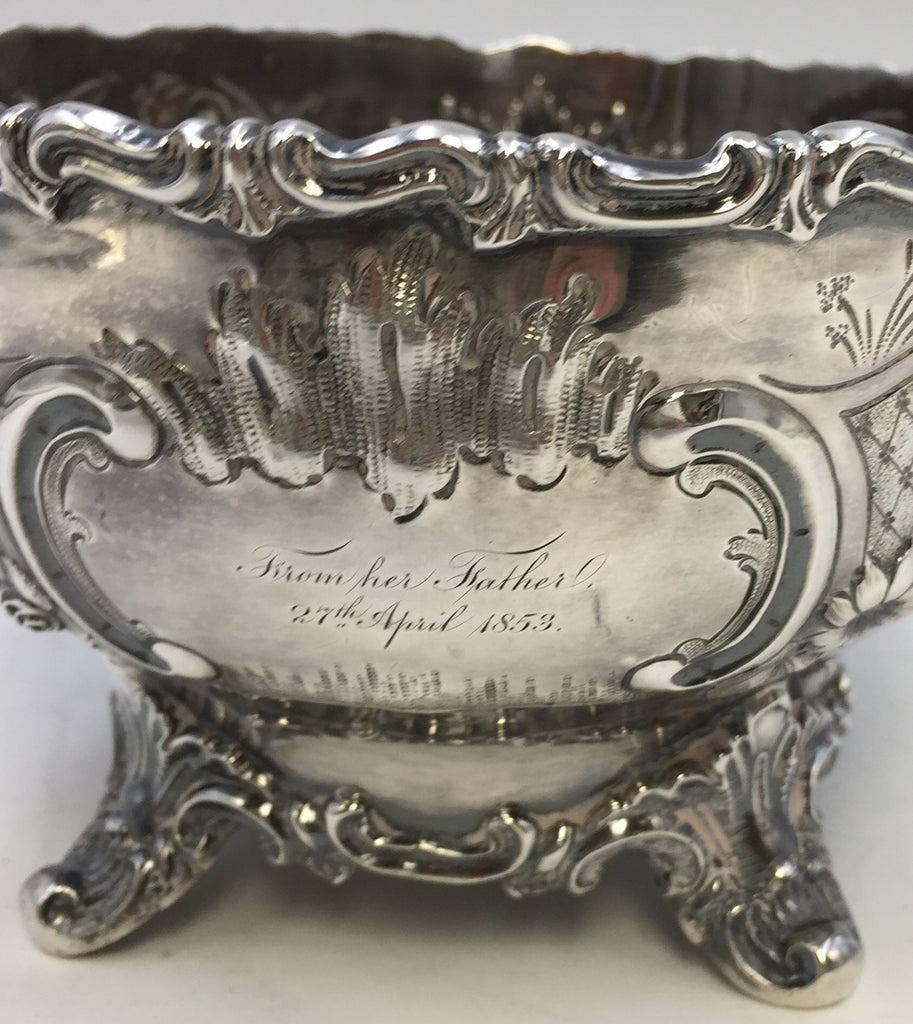 From her Father.
27th April 1853.